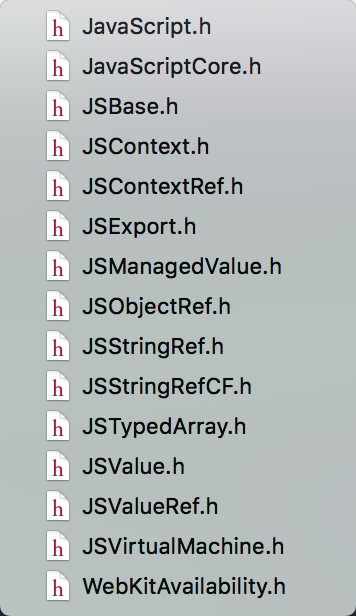 h JavaScript.h
h JavaScriptCore.h
h JSBase.h
h JSContext.h
h JSContextRef.h
h JSExport.h
h JSManagedValue.h
h JSObjectRef.h
h JSStringRef.h
h JSStringRefCF.h
h JSTypedArray.h
h JSValue.h
h JSValueRef.h
h JSVirtualMachine.h
h WebKitAvailability.h